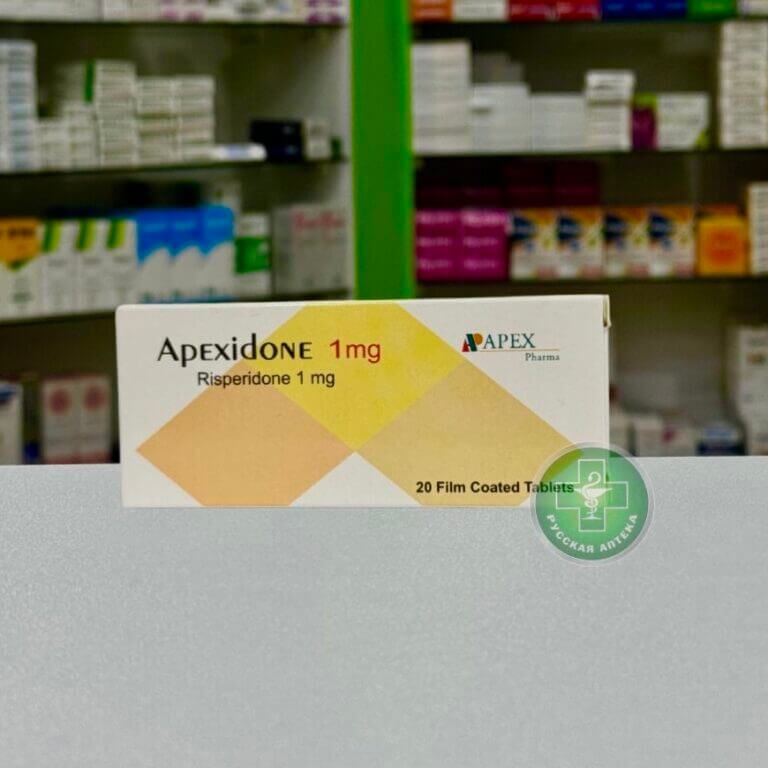 Apexidone 1mg
Risperidone 1 mg
APEX
Pharma
20 Film Coated Tablets
РУССКАЯ АПТЕКА